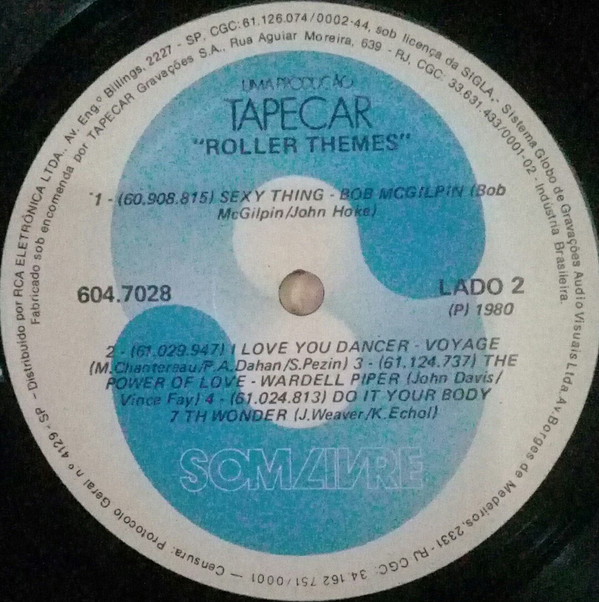 — Distribuído por RCA ELETRÔNICA LTDA., Av. Eng.º Billings, 2227 - SP, CGC: 61.126.074/0002-44, sob licença da SIGLA, - Sistema Globo de Gravações Audio Visuais Ltda. Av. Borges de Medeiros, 2331 - RJ CGC: 34.162.751/0001 — Censura: Protocolo Geral n.º 4129 - SP
Fabricado sob encomenda por TAPECAR Gravações S.A., Rua Aguiar Moreira, 639 - RJ, CGC: 33.631.433/0001-02 - Indústria Brasileira.
UMA PRODUÇÃO
TAPECAR
"ROLLER THEMES"
1 - (60.908.815) SEXY THING - BOB MCGILPIN (Bob
McGilpin/John Hoke)
604.7028
LADO 2
(P) 1980
2 - (61.029.947) I LOVE YOU DANCER - VOYAGE
(M.Chantereau/P.A.Dahan/S.Pezin) 3 - (61.124.737) THE
POWER OF LOVE - WARDELL PIPER (John Davis/
Vince Fay) 4 - (61.024.813) DO IT YOUR BODY
7 TH WONDER (J.Weaver/K.Echol)
SOM LIVRE